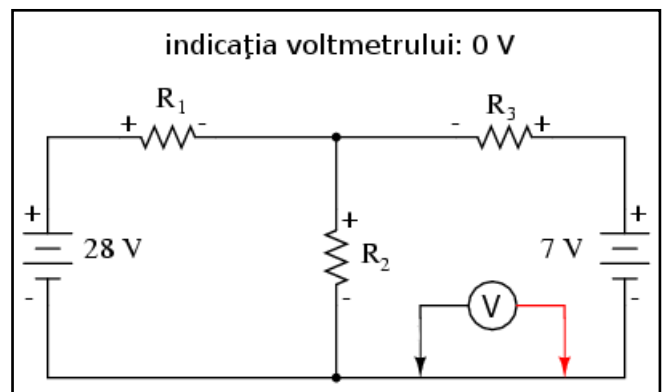 indicaţia voltmetrului: 0 V
R1 R3
+ - - +
+ + +
28 V R2 7 V
- - -
V